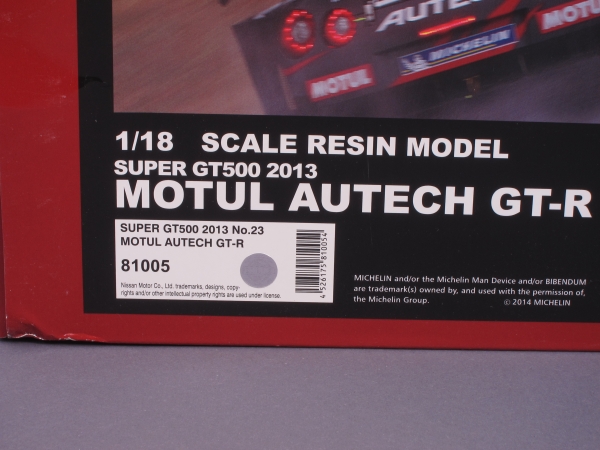 AUTECH
MOTUL
MICHELIN
MOTUL
1/18 SCALE RESIN MODEL
SUPER GT500 2013
MOTUL AUTECH GT-R
SUPER GT500 2013 No.23
MOTUL AUTECH GT-R
81005
Nissan Motor Co., Ltd. trademarks, designs, copy-
rights and/or other intellectual property rights are used under license.
4 526175 810054
MICHELIN and/or the Michelin Man Device and/or BIBENDUM
are trademark(s) owned by, and used with the permission of,
the Michelin Group.
© 2014 MICHELIN